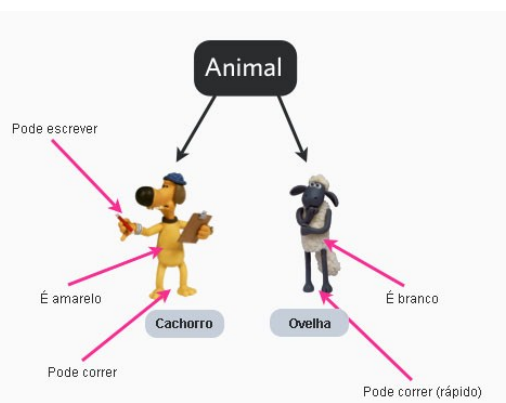 Animal
Pode escrever
É amarelo
É branco
Cachorro
Ovelha
Pode correr
Pode correr (rápido)